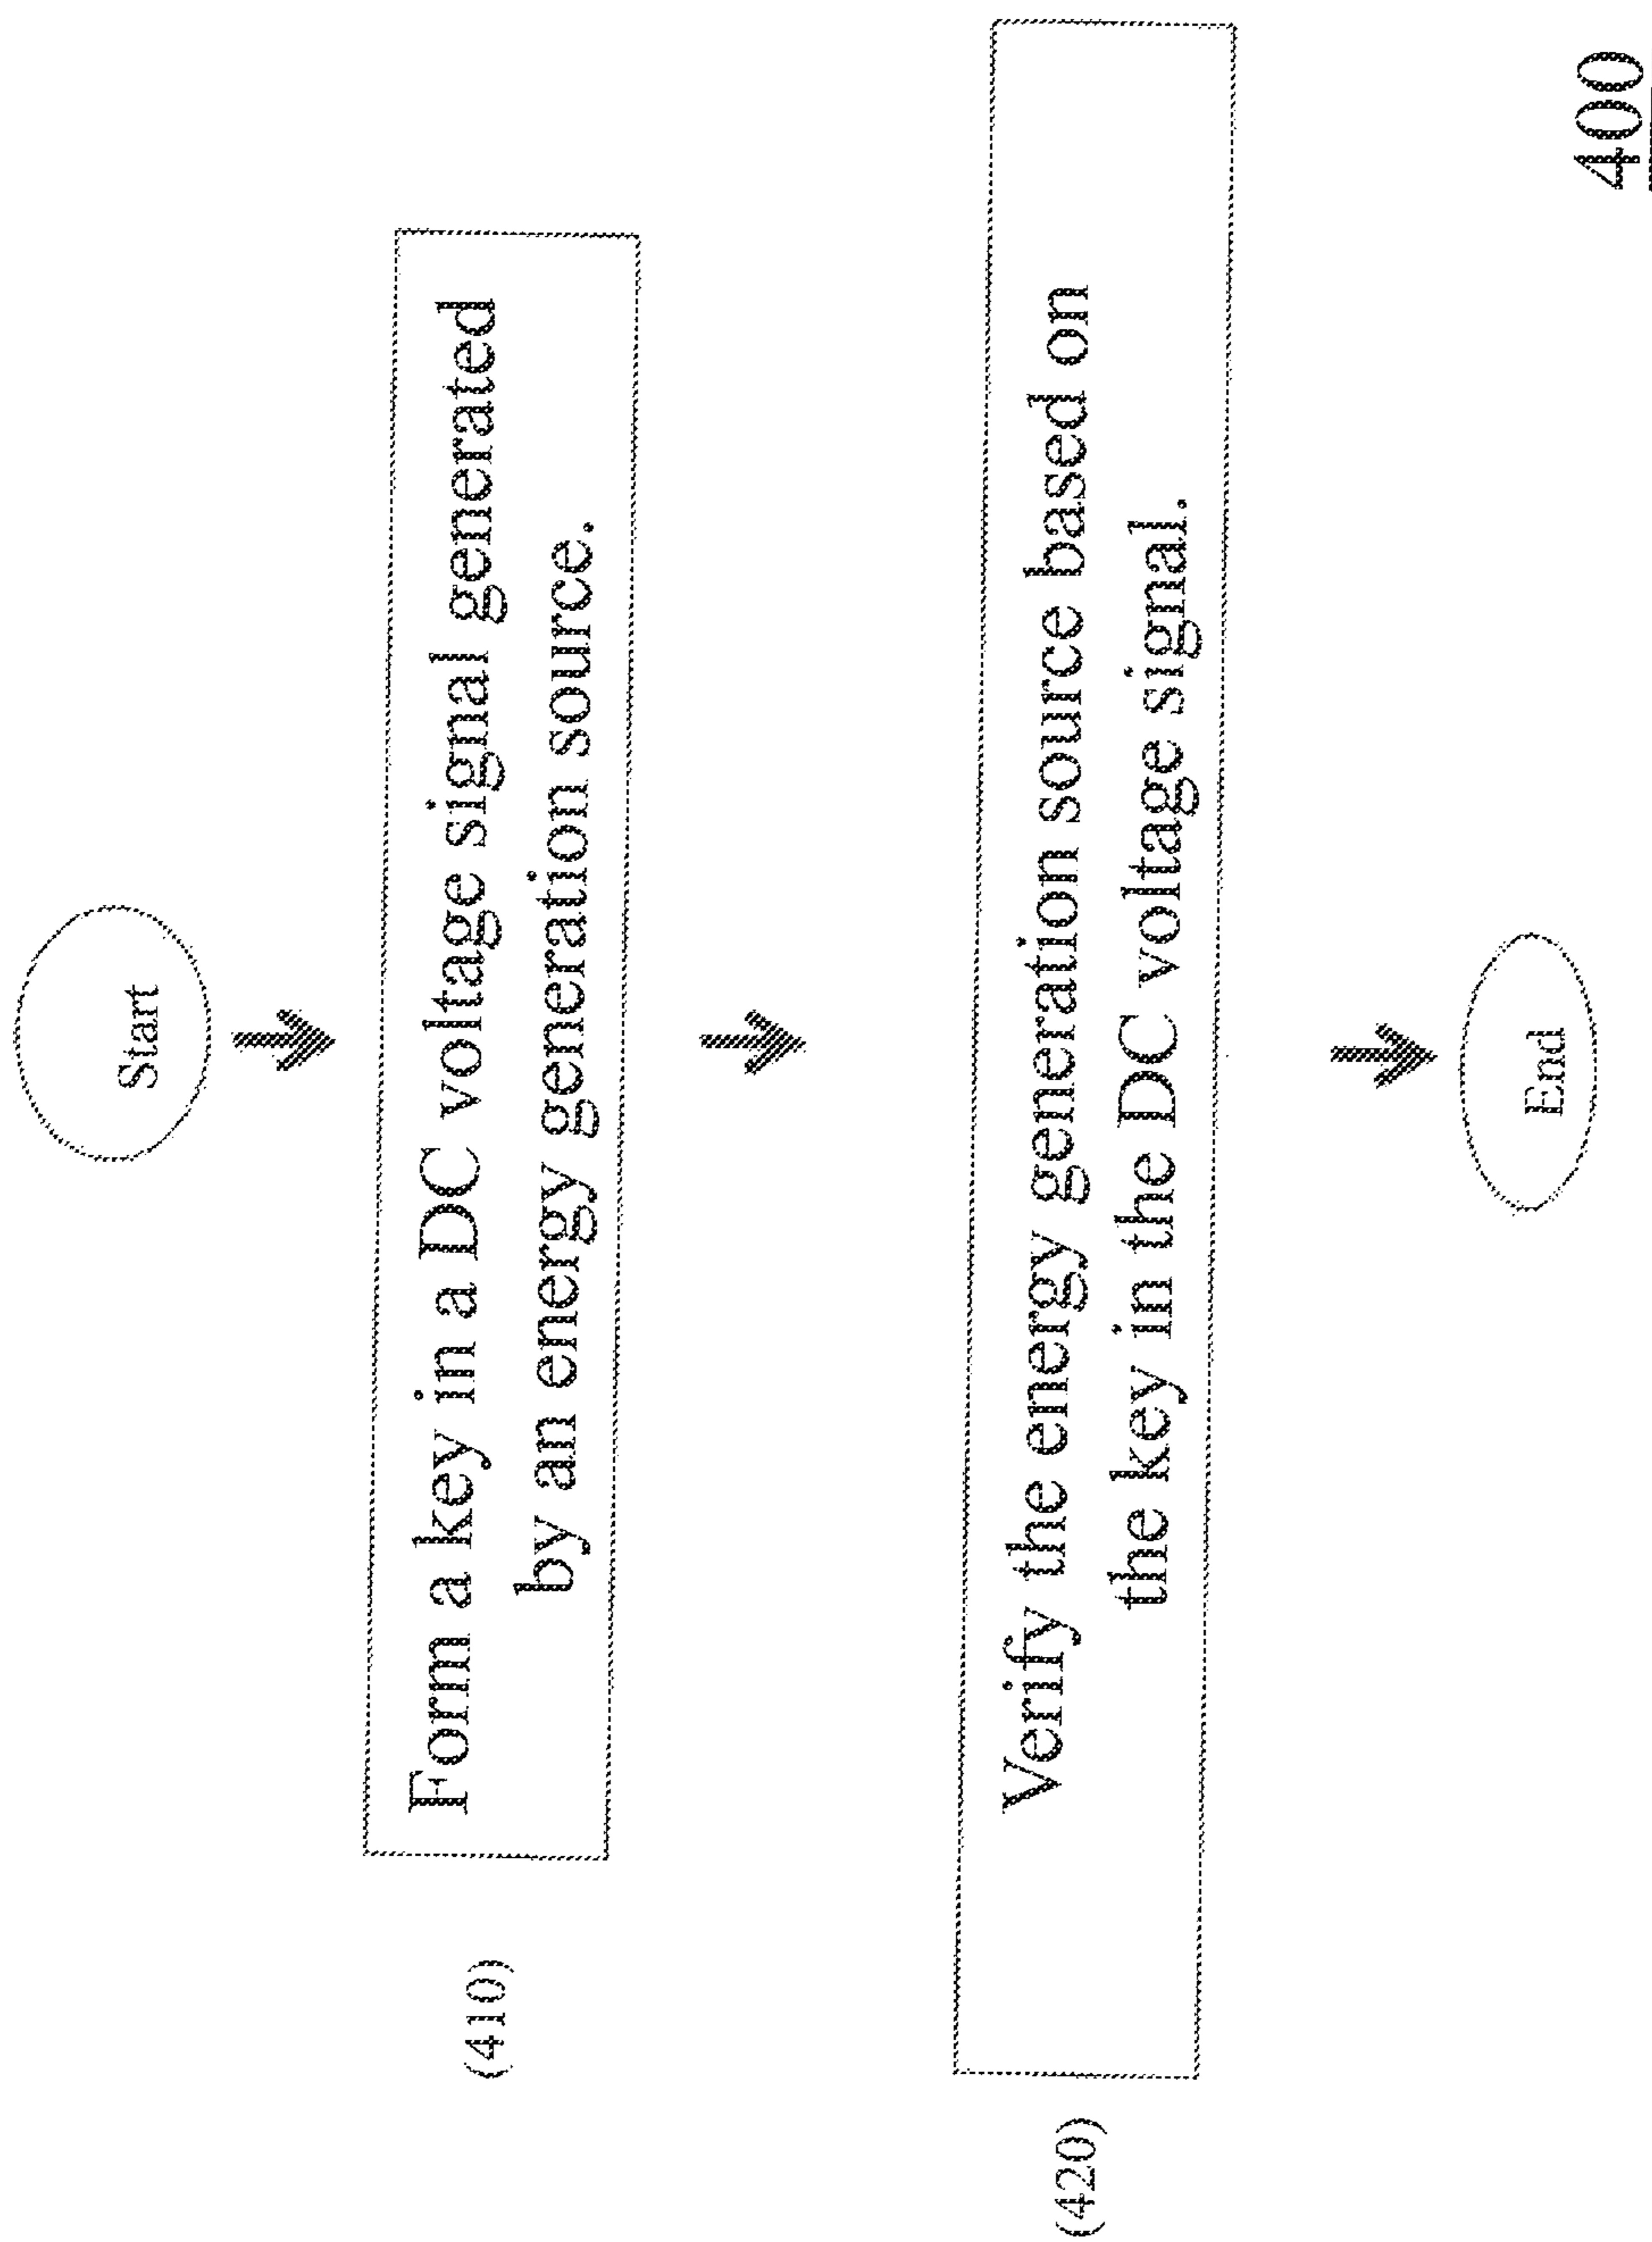 Start
(410)
Form a key in a DC voltage signal generated
by an energy generation source.
(420)
Verify the energy generation source based on
the key in the DC voltage signal.
End
400